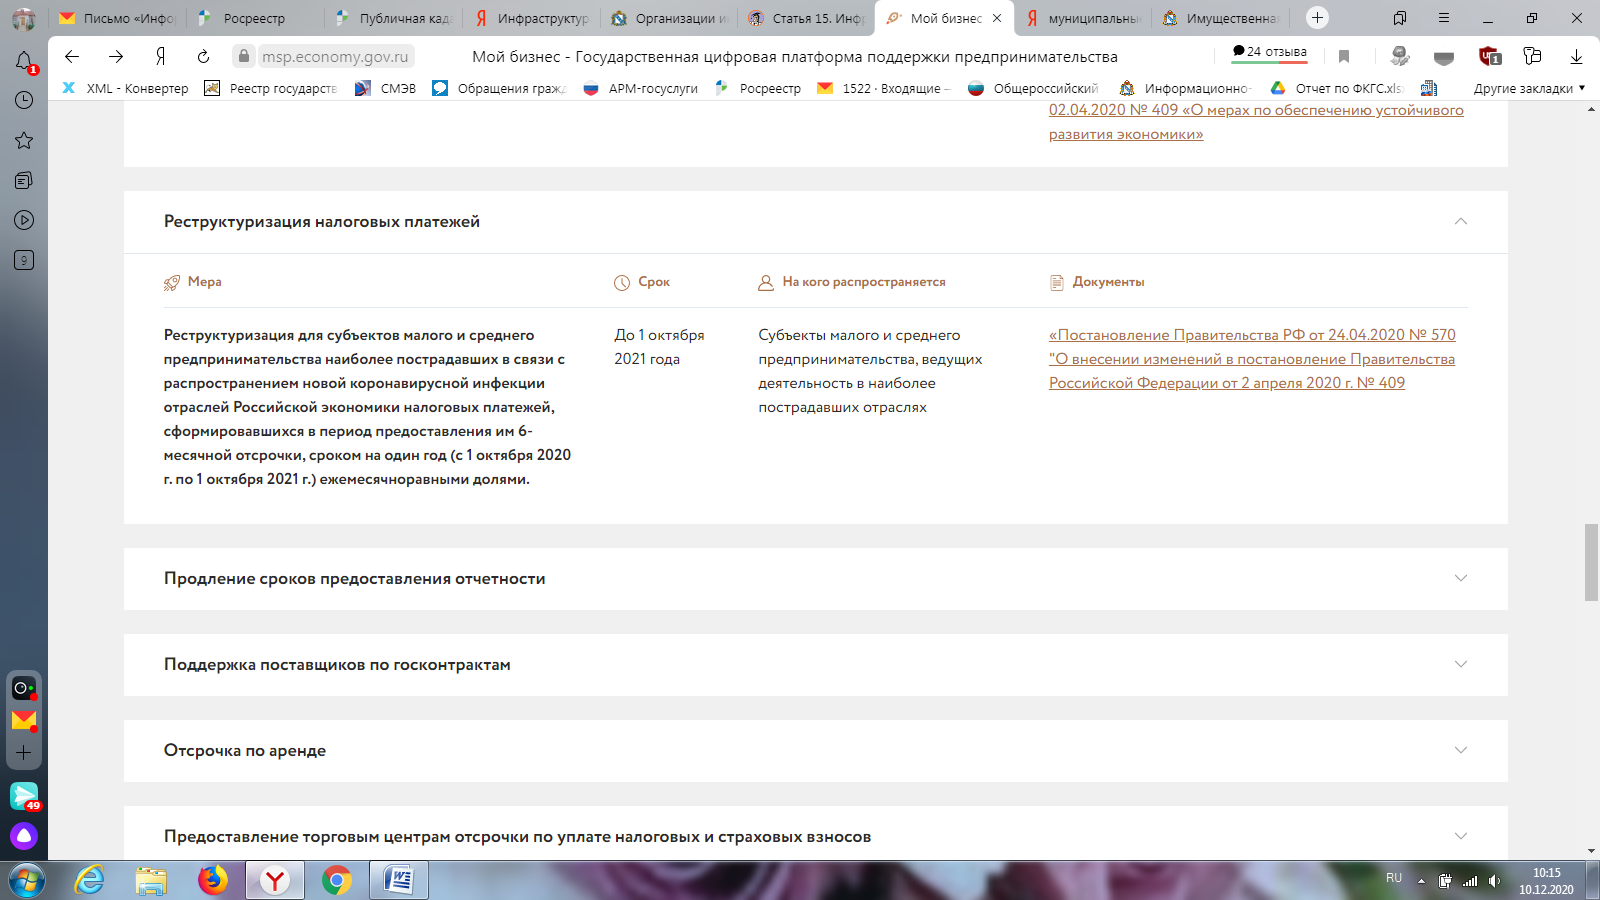 Письмо «Инфор
Росреестр
Публичная када
Инфраструктур
Организации и
Статья 15. Инфр
Мой бизнес
муниципальны
Имущественна
1
msp.economy.gov.ru
Мой бизнес - Государственная цифровая платформа поддержки предпринимательства
24 отзыва
1
XML - Конвертер
Реестр государств
СМЭВ
Обращения гражд
АРМ-госуслуги
Росреестр
1522 · Входящие –
Общероссийский
Информационно-
Отчет по ФКГС.xls
Другие закладки
02.04.2020 № 409 «О мерах по обеспечению устойчивого
развития экономики»
Реструктуризация налоговых платежей
Мера
Срок
На кого распространяется
Документы
Реструктуризация для субъектов малого и среднего
предпринимательства наиболее пострадавших в связи с
распространением новой коронавирусной инфекции
отраслей Российской экономики налоговых платежей,
сформировавшихся в период предоставления им 6-
месячной отсрочки, сроком на один год (с 1 октября 2020
г. по 1 октября 2021 г.) ежемесячноравными долями.
До 1 октября
2021 года
Субъекты малого и среднего
предпринимательства, ведущих
деятельность в наиболее
пострадавших отраслях
«Постановление Правительства РФ от 24.04.2020 № 570
"О внесении изменений в постановление Правительства
Российской Федерации от 2 апреля 2020 г. № 409
Продление сроков предоставления отчетности
Поддержка поставщиков по госконтрактам
Отсрочка по аренде
Предоставление торговым центрам отсрочки по уплате налоговых и страховых взносов
9
49
RU
10:15
10.12.2020